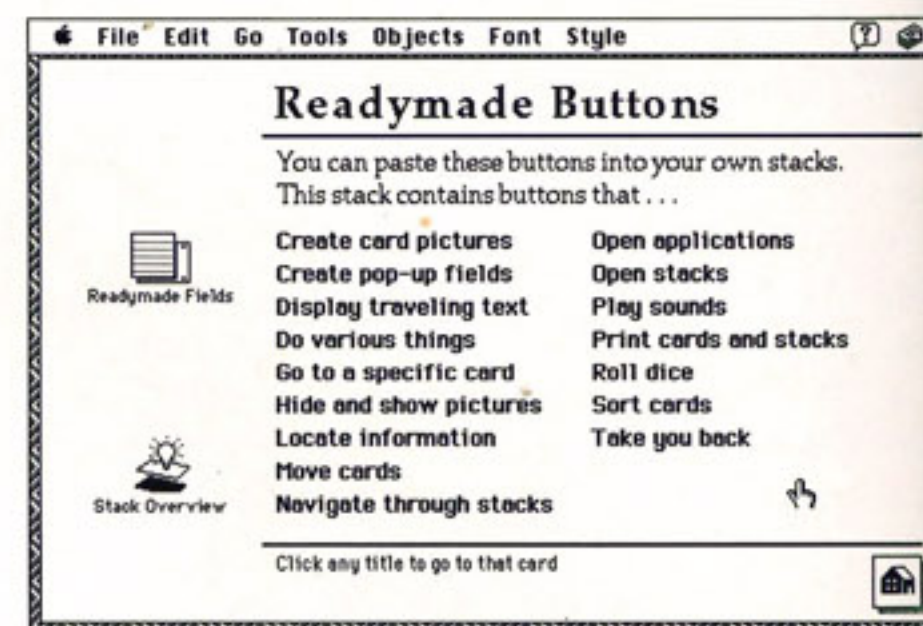 File Edit Go Tools Objects Font Style
Readymade Buttons
You can paste these buttons into your own stacks.
This stack contains buttons that . . .
Create card pictures
Create pop-up fields
Display traveling text
Do various things
Go to a specific card
Hide and show pictures
Locate information
Move cards
Navigate through stacks
Open applications
Open stacks
Play sounds
Print cards and stacks
Roll dice
Sort cards
Take you back
Readymade Fields
Stack Overview
Click any title to go to that card